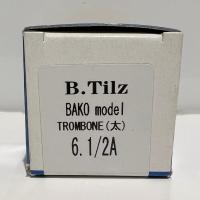 B.Tilz
BAKO model
TROMBONE(太)
6.1/2A